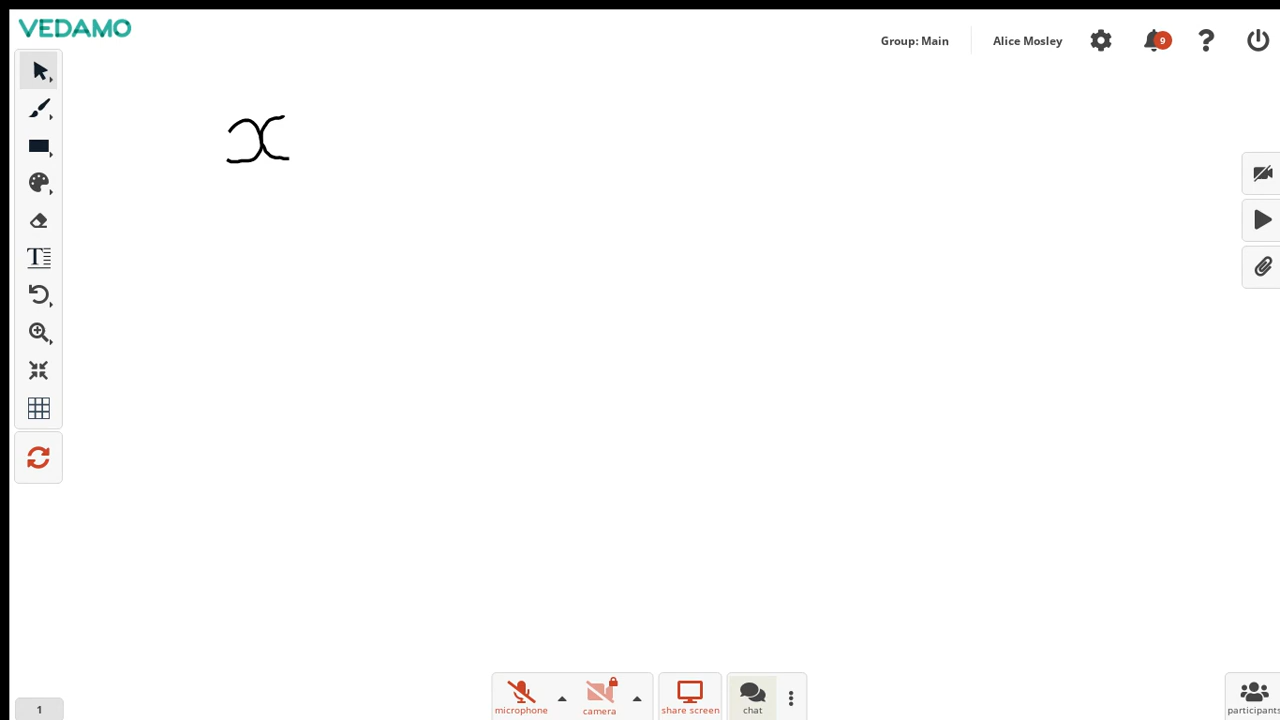 VEDAMO
Group: Main
Alice Mosley
9
x
1
microphone
camera
share screen
chat
participants